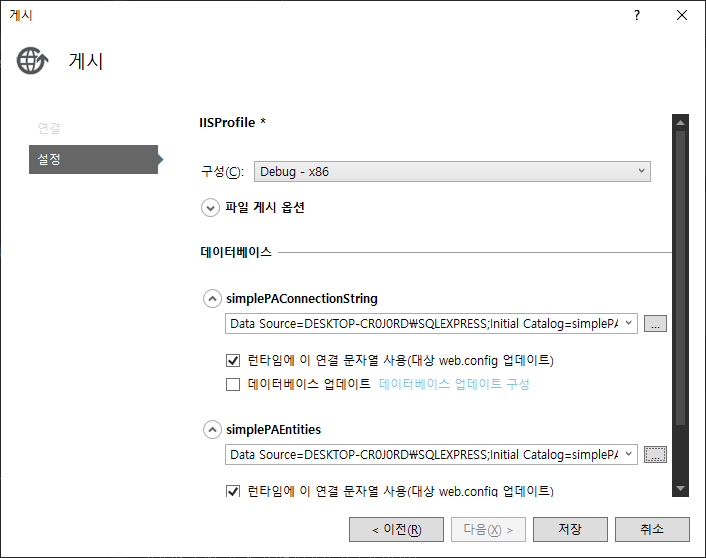 게시
?
게시
연결
설정
IISProfile *
구성(C):
Debug - x86
파일 게시 옵션
데이터베이스
simplePAConnectionString
Data Source=DESKTOP-CR0J0RD₩SQLEXPRESS;Initial Catalog=simplePA
...
런타임에 이 연결 문자열 사용(대상 web.config 업데이트)
데이터베이스 업데이트 데이터베이스 업데이트 구성
simplePAEntities
Data Source=DESKTOP-CR0J0RD₩SQLEXPRESS;Initial Catalog=simplePA
...
런타임에 이 연결 문자열 사용(대상 web.config 업데이트)
< 이전(R)
다음(X) >
저장
취소